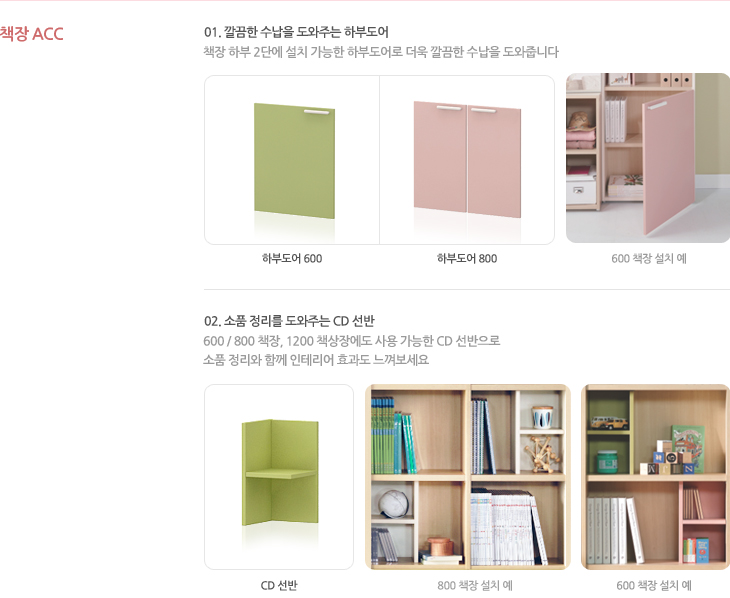 책장 ACC
01. 깔끔한 수납을 도와주는 하부도어
책장 하부 2단에 설치 가능한 하부도어로 더욱 깔끔한 수납을 도와줍니다
하부도어 600
하부도어 800
600 책장 설치 예
02. 소품 정리를 도와주는 CD 선반
600 / 800 책장, 1200 책상장에도 사용 가능한 CD 선반으로
소품 정리와 함께 인테리어 효과도 느껴보세요
CD 선반
800 책장 설치 예
600 책장 설치 예